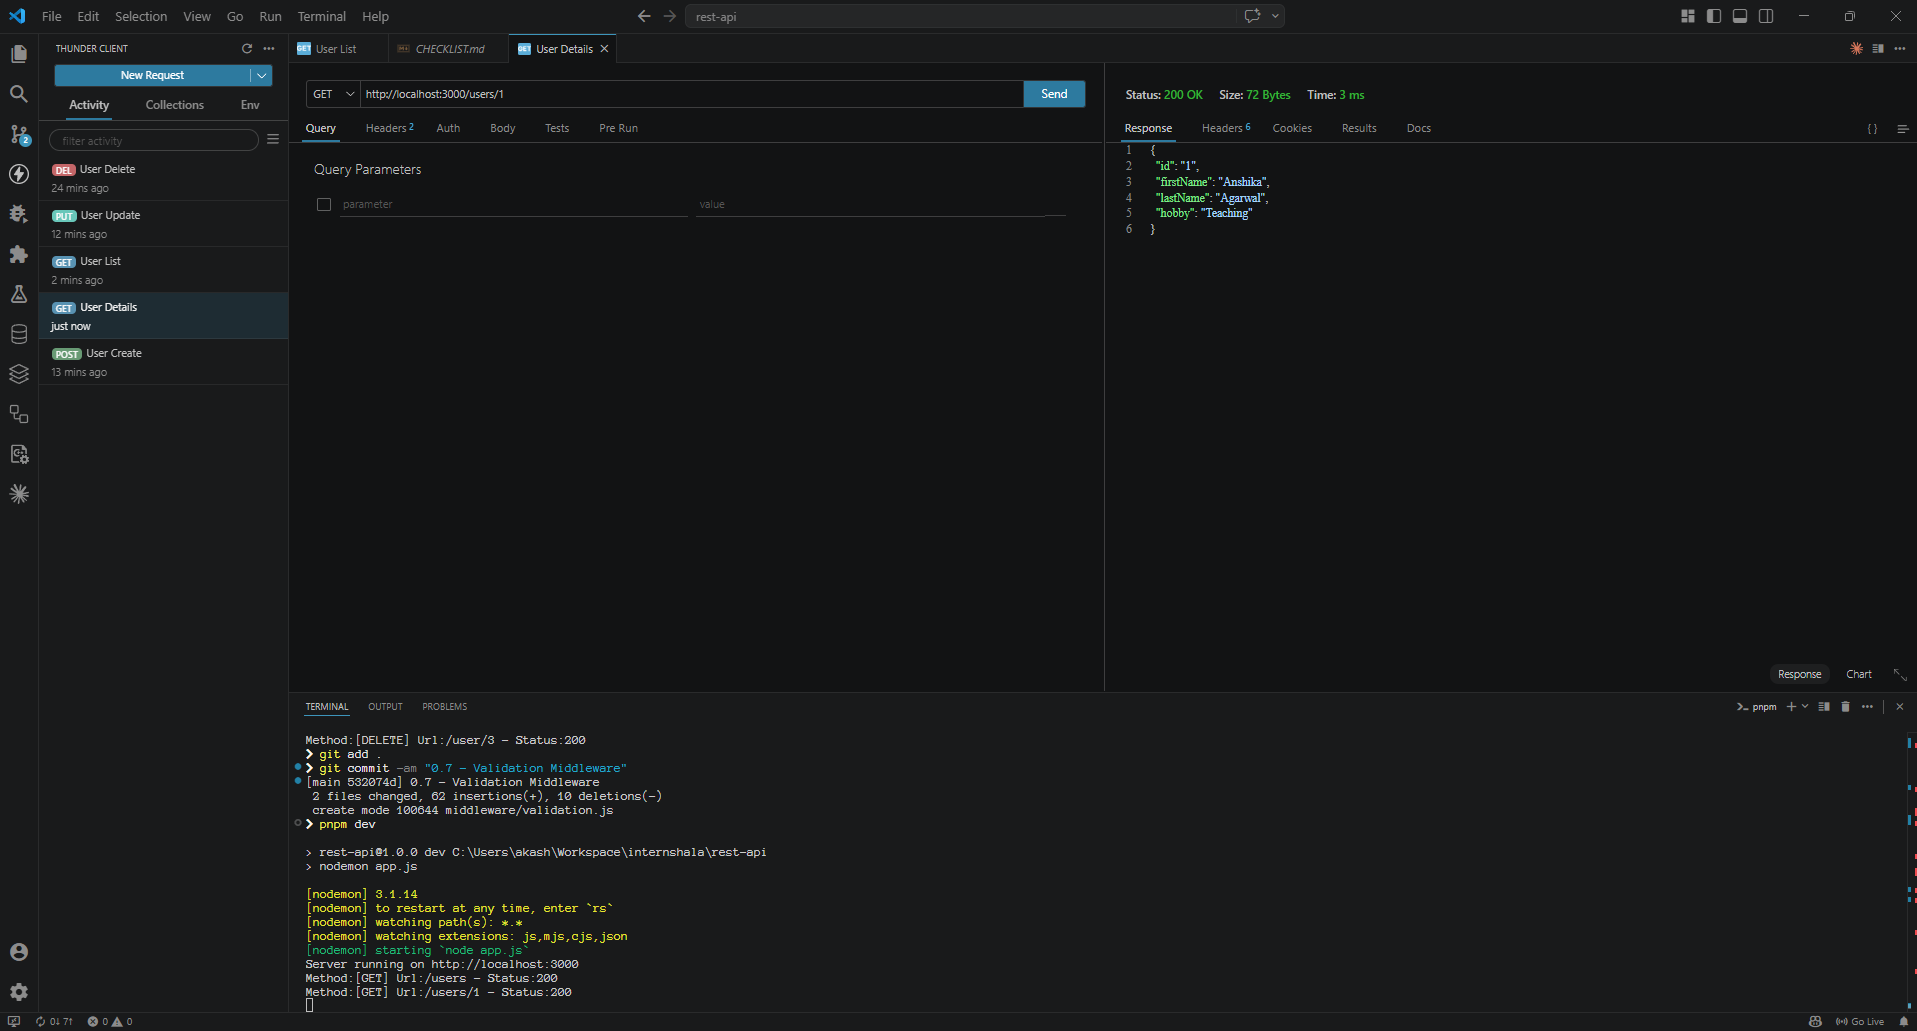 File Edit Selection View Go Run Terminal Help
rest-api
THUNDER CLIENT
New Request
Activity Collections Env
filter activity
DEL User Delete
24 mins ago
PUT User Update
12 mins ago
GET User List
2 mins ago
GET User Details
just now
POST User Create
13 mins ago
GET User List
CHECKLIST.md
GET User Details
GET http://localhost:3000/users/1 Send
Query Headers 2 Auth Body Tests Pre Run
Query Parameters
parameter value
Status: 200 OK Size: 72 Bytes Time: 3 ms
Response Headers 6 Cookies Results Docs { }
1 {
2 "id": "1",
3 "firstName": "Anshika",
4 "lastName": "Agarwal",
5 "hobby": "Teaching"
6 }
Response Chart
TERMINAL OUTPUT PROBLEMS
pnpm
Method:[DELETE] Url:/user/3 - Status:200
❯ git add .
❯ git commit -am "0.7 - Validation Middleware"
[main 532074d] 0.7 - Validation Middleware
2 files changed, 62 insertions(+), 10 deletions(-)
create mode 100644 middleware/validation.js
❯ pnpm dev
> rest-api@1.0.0 dev C:\Users\akash\Workspace\internshala\rest-api
> nodemon app.js
[nodemon] 3.1.14
[nodemon] to restart at any time, enter `rs`
[nodemon] watching path(s): *.*
[nodemon] watching extensions: js,mjs,cjs,json
[nodemon] starting `node app.js`
Server running on http://localhost:3000
Method:[GET] Url:/users - Status:200
Method:[GET] Url:/users/1 - Status:200
2
0↓ 7↑ 0 0
Go Live